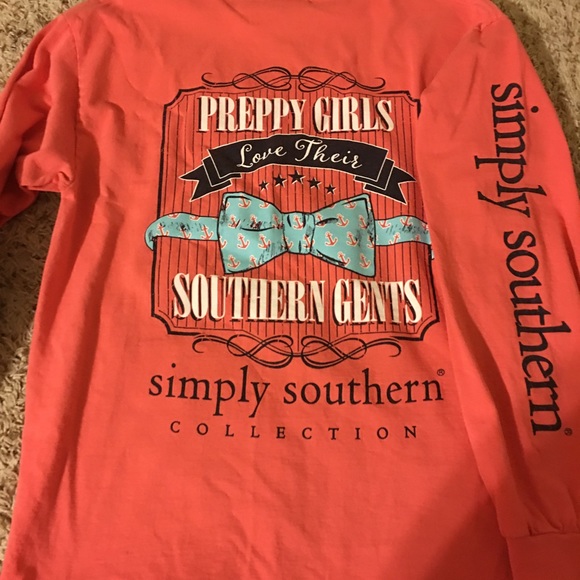 PREPPY GIRLS
Love Their
SOUTHERN GENTS
simply southern®
COLLECTION
simply southern®